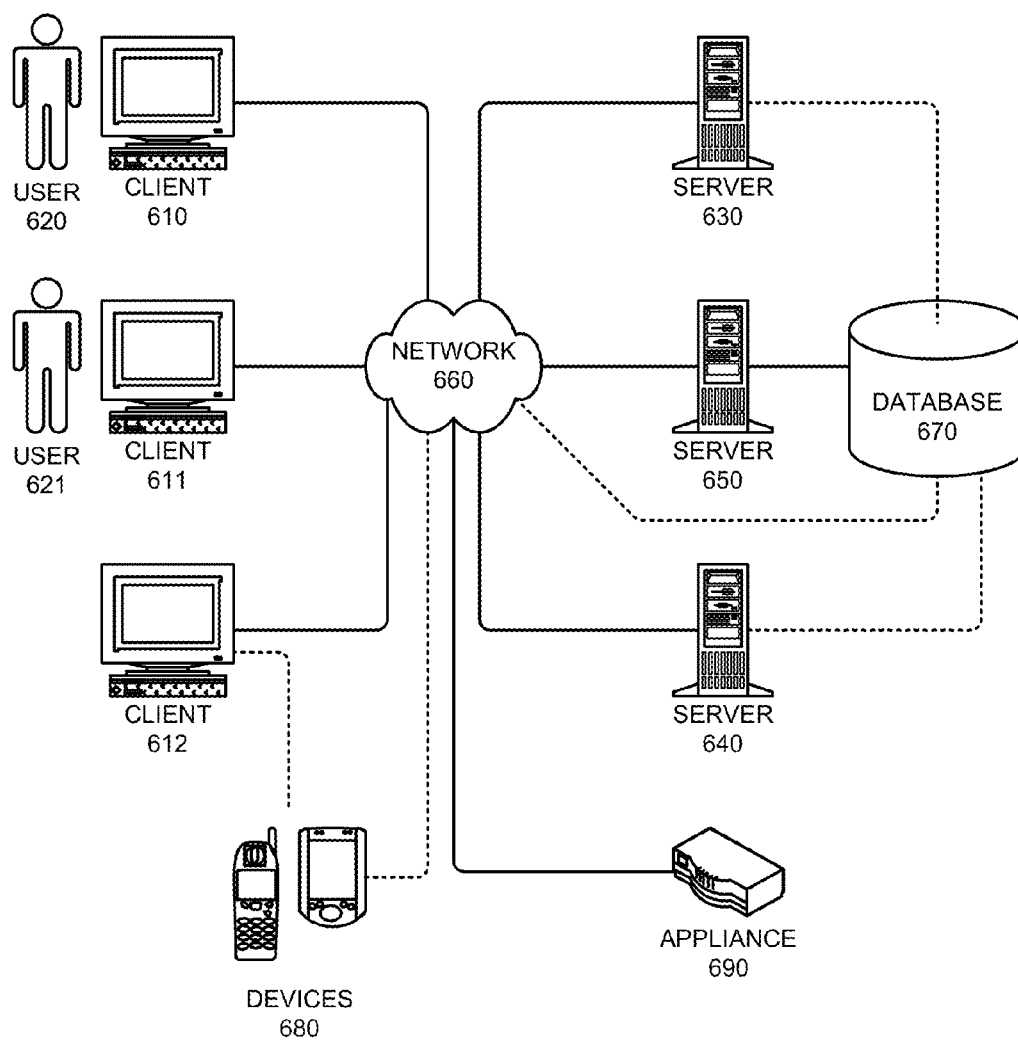 USER
620
CLIENT
610
SERVER
630
USER
621
CLIENT
611
NETWORK
660
SERVER
650
DATABASE
670
CLIENT
612
SERVER
640
DEVICES
680
APPLIANCE
690